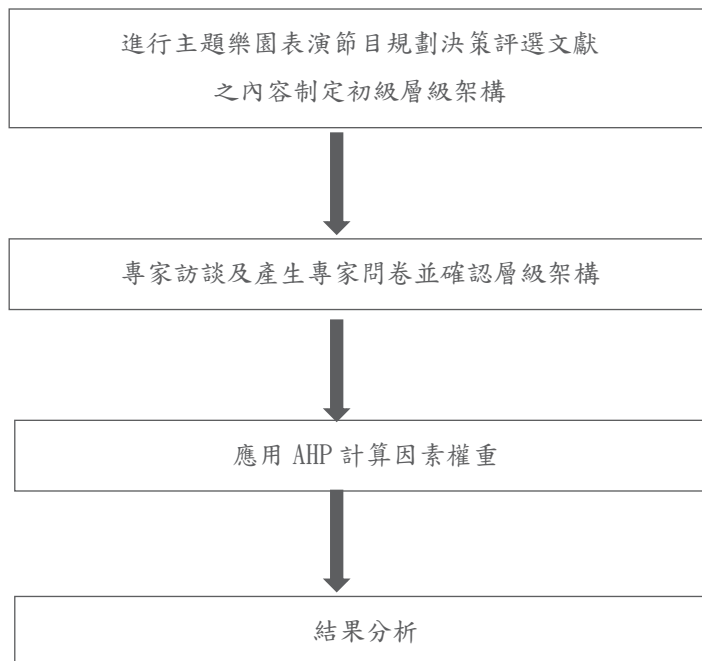 進行主題樂園表演節目規劃決策評選文獻
之內容制定初級層級架構
專家訪談及產生專家問卷並確認層級架構
應用 AHP 計算因素權重
結果分析